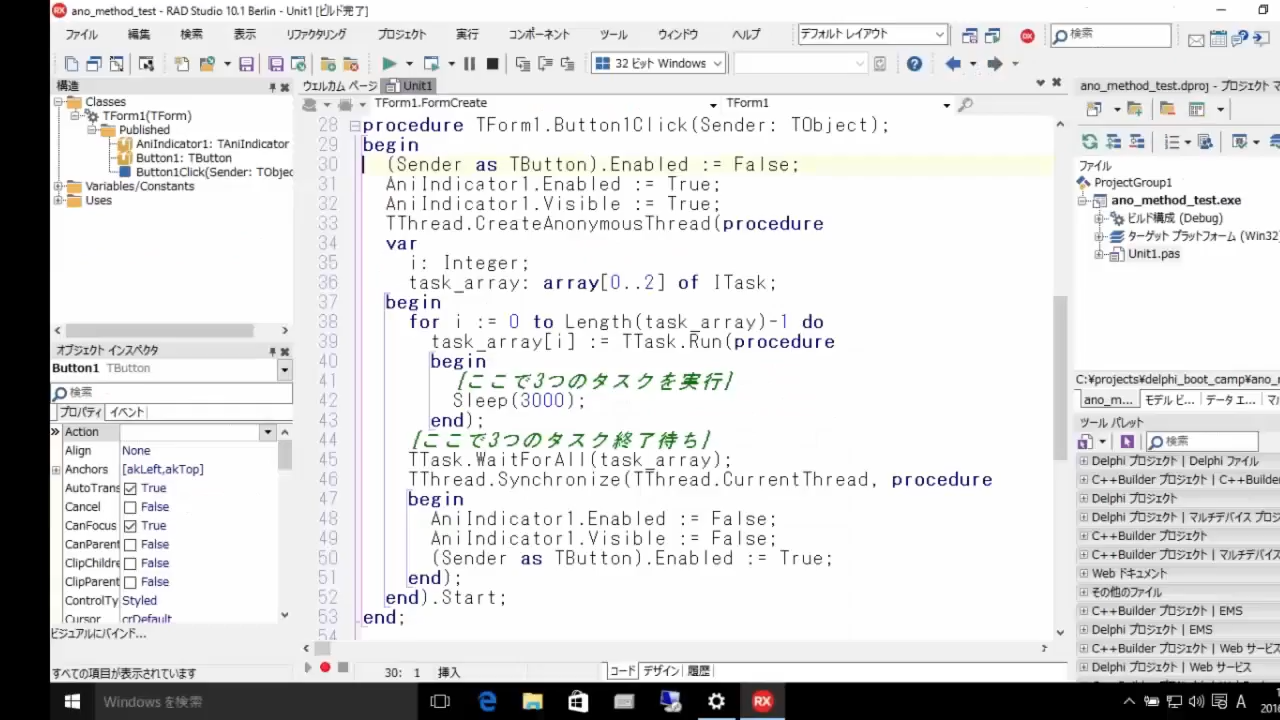 ano_method_test - RAD Studio 10.1 Berlin - Unit1 [ビルド完了]
ファイル 編集 検索 表示 リファクタリング プロジェクト 実行 コンポーネント ツール ウィンドウ ヘルプ デフォルト レイアウト 検索
32 ビット Windows
構造
Classes
TForm1(TForm)
Published
AniIndicator1: TAniIndicator
Button1: TButton
Button1Click(Sender: TObjec
Variables/Constants
Uses
オブジェクト インスペクタ
Button1 TButton
検索
プロパティ イベント
Action
Align None
Anchors [akLeft,akTop]
AutoTrans True
Cancel False
CanFocus True
CanParent False
ClipChildre False
ClipParent False
ControlTy Styled
Cursor crDefault
ビジュアルにバインド...
すべての項目が表示されています
ウェルカム ページ Unit1
TForm1.FormCreate TForm1
28 procedure TForm1.Button1Click(Sender: TObject);
29 begin
30 (Sender as TButton).Enabled := False;
31 AniIndicator1.Enabled := True;
32 AniIndicator1.Visible := True;
33 TThread.CreateAnonymousThread(procedure
34 var
35 i: Integer;
36 task_array: array[0..2] of ITask;
37 begin
38 for i := 0 to Length(task_array)-1 do
39 task_array[i] := TTask.Run(procedure
40 begin
41 {ここで3つのタスクを実行}
42 Sleep(3000);
43 end);
44 {ここで3つのタスク終了待ち}
45 TTask.WaitForAll(task_array);
46 TThread.Synchronize(TThread.CurrentThread, procedure
47 begin
48 AniIndicator1.Enabled := False;
49 AniIndicator1.Visible := False;
50 (Sender as TButton).Enabled := True;
51 end);
52 end).Start;
53 end;
54
30: 1 挿入 コード デザイン 履歴
ano_method_test.dproj - プロジェクト マ
ファイル
ProjectGroup1
ano_method_test.exe
ビルド構成 (Debug)
ターゲット プラットフォーム (Win32
Unit1.pas
C:¥projects¥delphi_boot_camp¥ano_
ano_m... モデル ビ... データ エ... マル
ツール パレット
検索
Delphi プロジェクト | Delphi ファイル
C++Builder プロジェクト | C++Builder
Delphi プロジェクト
Delphi プロジェクト | マルチデバイス プロジ
C++Builder プロジェクト
C++Builder プロジェクト | マルチデバイス
Web ドキュメント
その他のファイル
C++Builder プロジェクト | EMS
Delphi プロジェクト | EMS
C++Builder プロジェクト | Web サービ
Delphi プロジェクト | Web サービス
Windows を検索
A